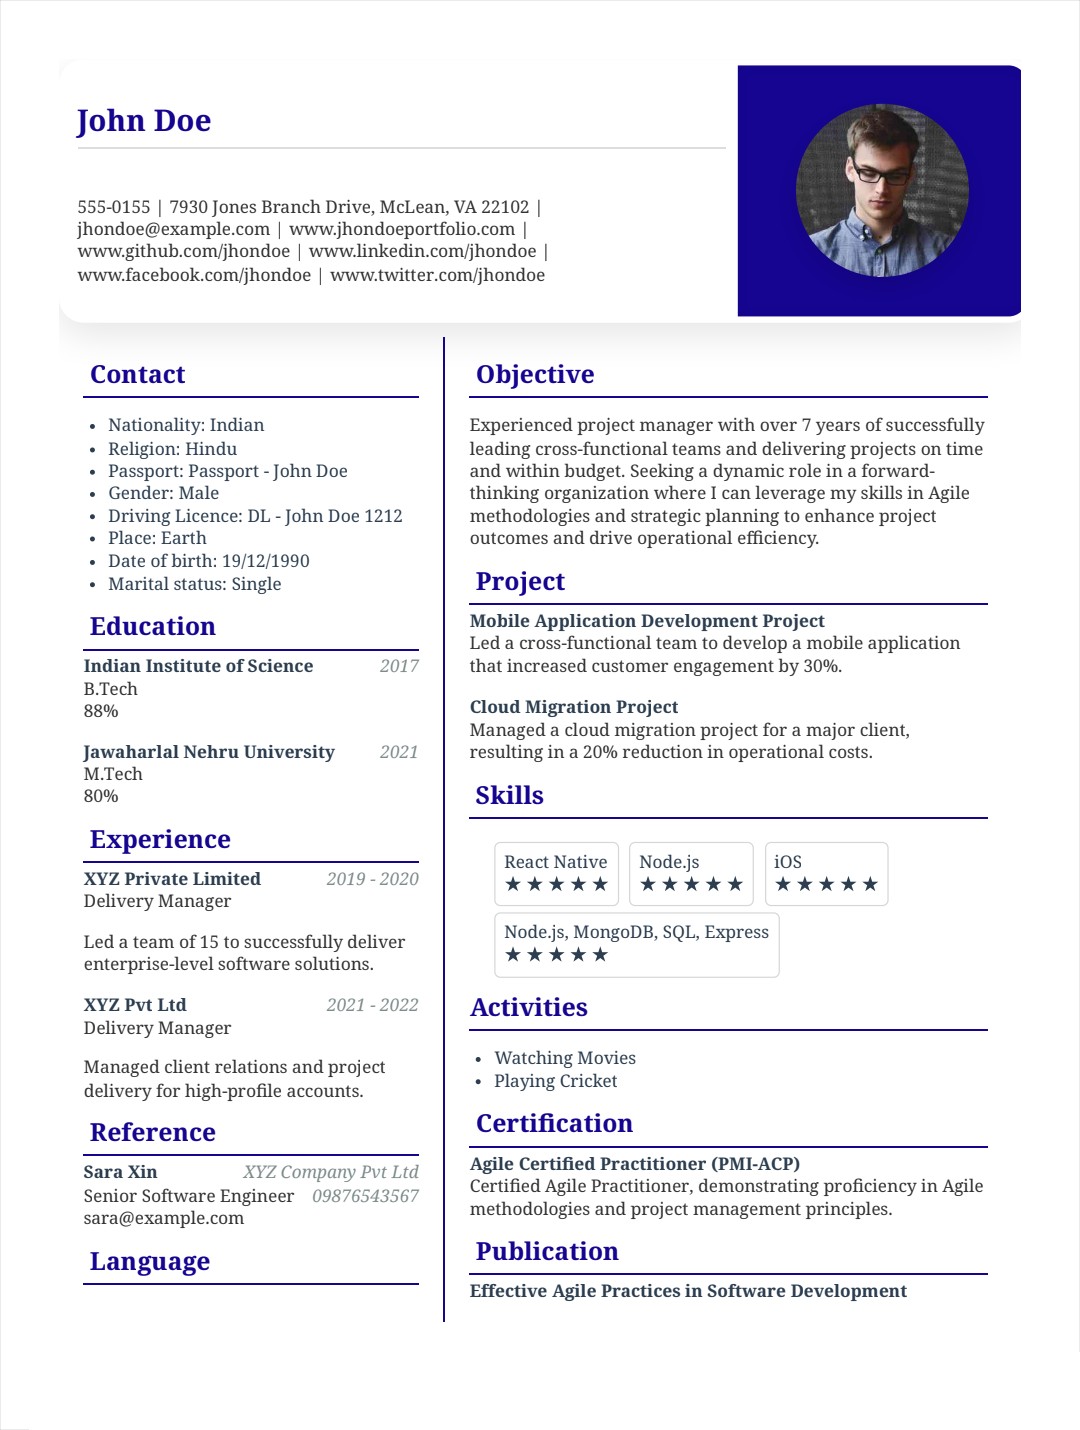 John Doe
555-0155 | 7930 Jones Branch Drive, McLean, VA 22102 |
jhondoe@example.com | www.jhondoeportfolio.com |
www.github.com/jhondoe | www.linkedin.com/jhondoe |
www.facebook.com/jhondoe | www.twitter.com/jhondoe
Contact
• Nationality: Indian
• Religion: Hindu
• Passport: Passport - John Doe
• Gender: Male
• Driving Licence: DL - John Doe 1212
• Place: Earth
• Date of birth: 19/12/1990
• Marital status: Single
Education
Indian Institute of Science 2017
B.Tech
88%
Jawaharlal Nehru University 2021
M.Tech
80%
Experience
XYZ Private Limited 2019 - 2020
Delivery Manager
Led a team of 15 to successfully deliver
enterprise-level software solutions.
XYZ Pvt Ltd 2021 - 2022
Delivery Manager
Managed client relations and project
delivery for high-profile accounts.
Reference
Sara Xin XYZ Company Pvt Ltd
Senior Software Engineer 09876543567
sara@example.com
Language
Objective
Experienced project manager with over 7 years of successfully
leading cross-functional teams and delivering projects on time
and within budget. Seeking a dynamic role in a forward-
thinking organization where I can leverage my skills in Agile
methodologies and strategic planning to enhance project
outcomes and drive operational efficiency.
Project
Mobile Application Development Project
Led a cross-functional team to develop a mobile application
that increased customer engagement by 30%.
Cloud Migration Project
Managed a cloud migration project for a major client,
resulting in a 20% reduction in operational costs.
Skills
React Native Node.js iOS
★★★★★ ★★★★★ ★★★★★
Node.js, MongoDB, SQL, Express
★★★★★
Activities
• Watching Movies
• Playing Cricket
Certification
Agile Certified Practitioner (PMI-ACP)
Certified Agile Practitioner, demonstrating proficiency in Agile
methodologies and project management principles.
Publication
Effective Agile Practices in Software Development